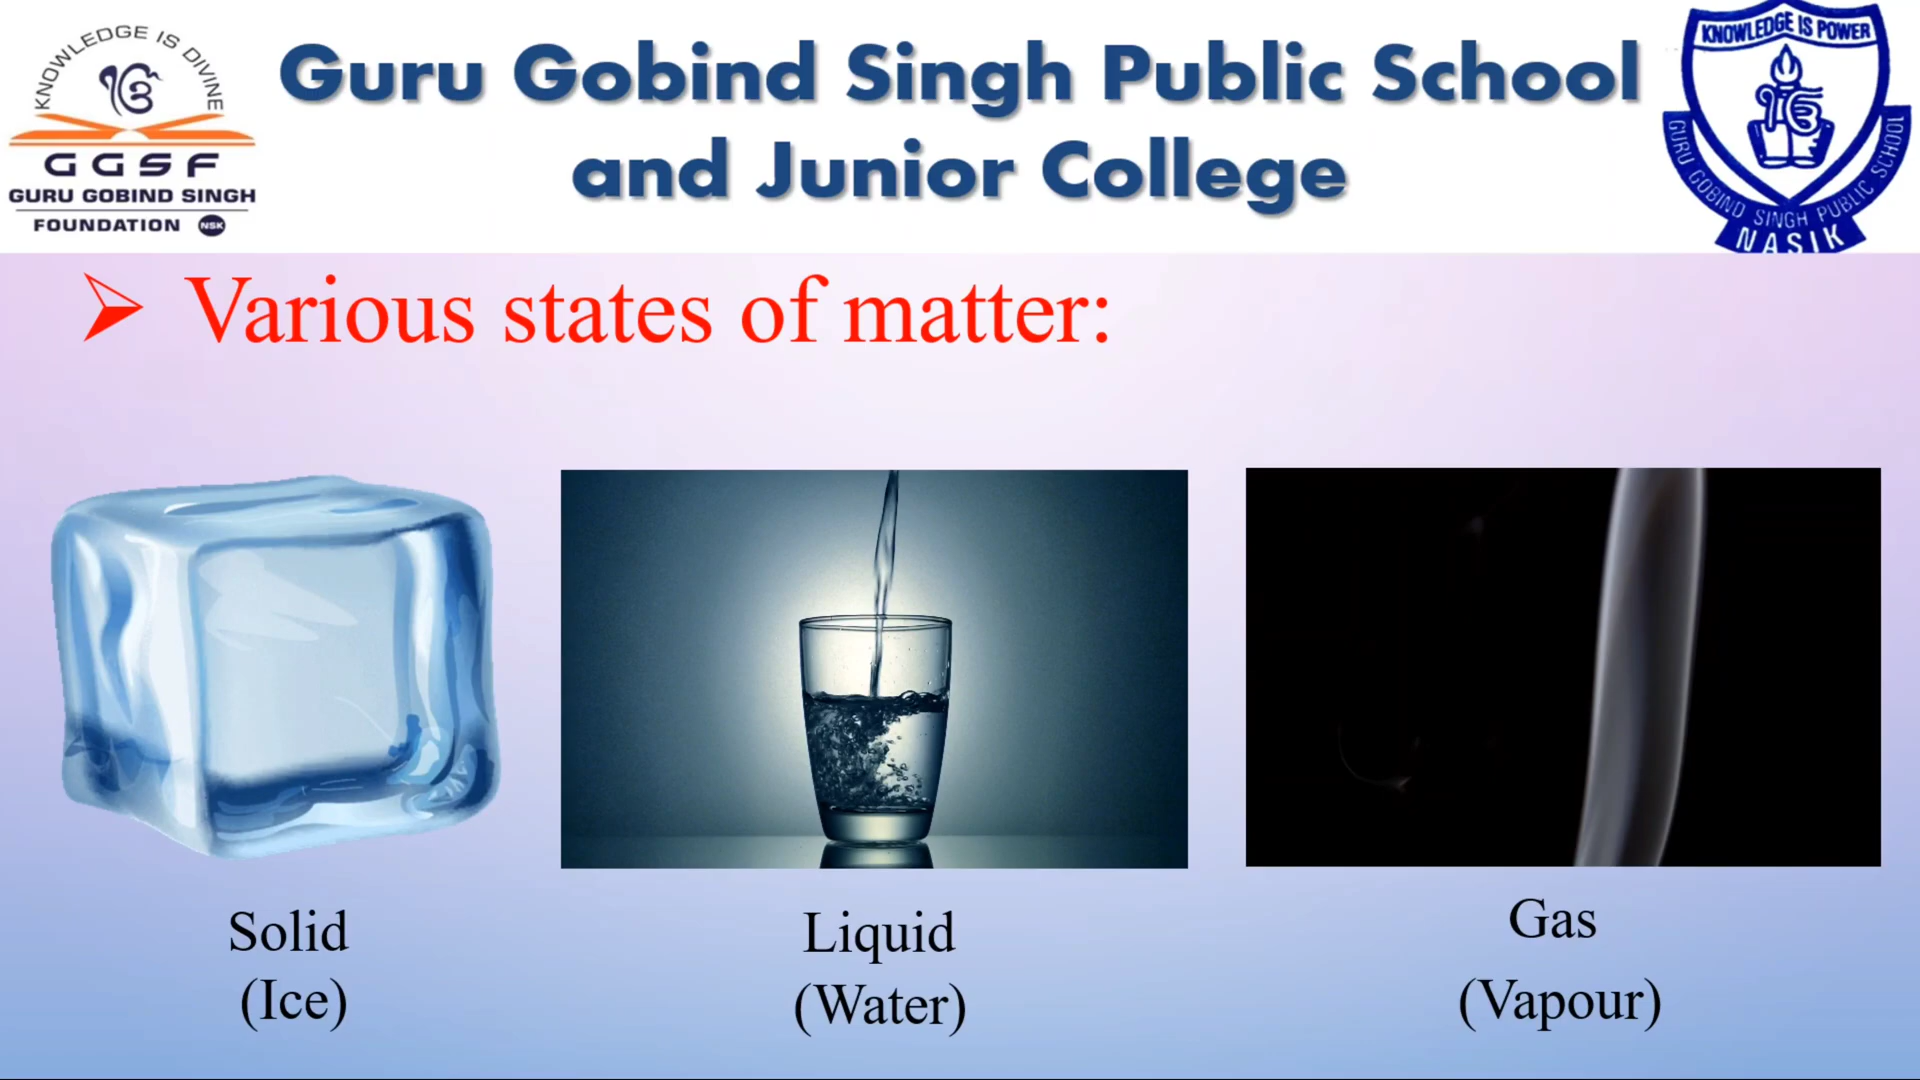 KNOWLEDGE IS DIVINE
GGSF
GURU GOBIND SINGH
FOUNDATION NSK
Guru Gobind Singh Public School
and Junior College
KNOWLEDGE IS POWER
ੴ
GURU GOBIND SINGH PUBLIC SCHOOL
NASIK
➢ Various states of matter:
Solid
(Ice)
Liquid
(Water)
Gas
(Vapour)